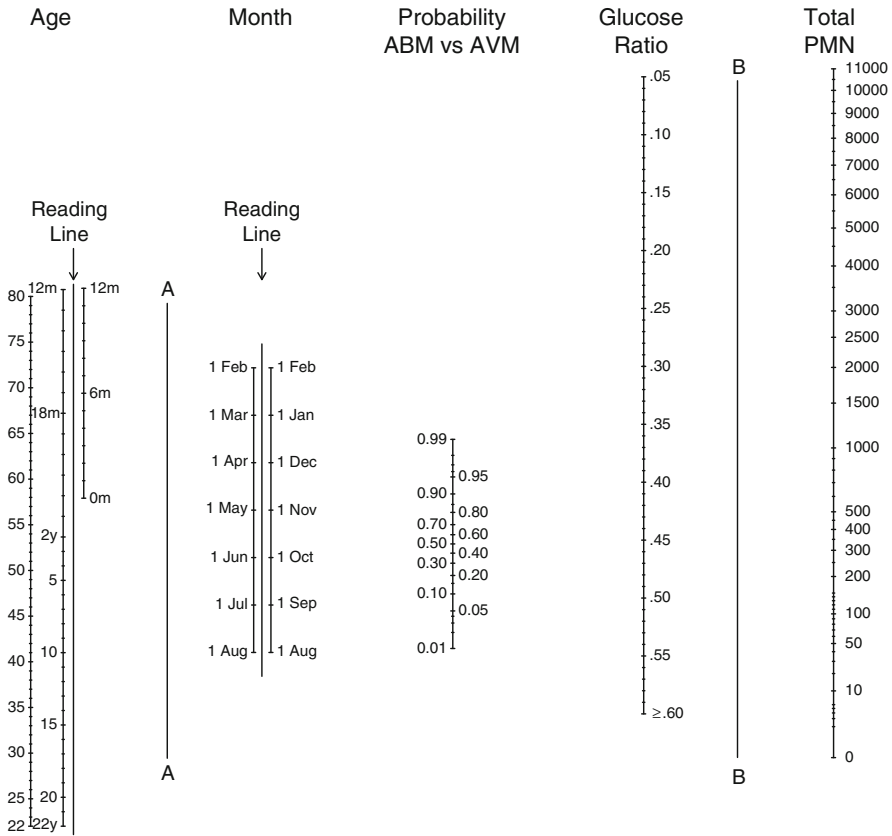 Age
Month
Probability
ABM vs AVM
Glucose
Ratio
Total
PMN
Reading
Line
80
75
70
65
60
55
50
45
40
35
30
25
22
12m
18m
2y
5
10
15
20
22y
12m
6m
0m
A
A
Reading
Line
1 Feb
1 Mar
1 Apr
1 May
1 Jun
1 Jul
1 Aug
1 Feb
1 Jan
1 Dec
1 Nov
1 Oct
1 Sep
1 Aug
0.99
0.90
0.70
0.50
0.30
0.10
0.01
0.95
0.80
0.60
0.40
0.20
0.05
.05
.10
.15
.20
.25
.30
.35
.40
.45
.50
.55
≥.60
B
B
11000
10000
9000
8000
7000
6000
5000
4000
3000
2500
2000
1500
1000
500
400
300
200
100
50
10
0